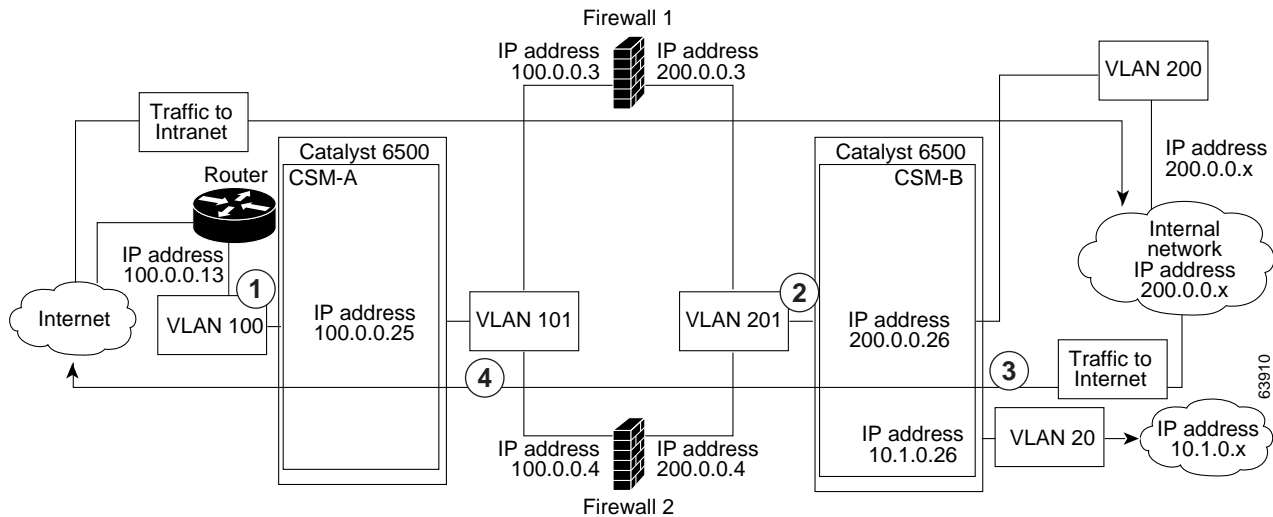 Firewall 1
IP address
100.0.0.3
IP address
200.0.0.3
VLAN 200
Traffic to
Intranet
IP address
200.0.0.x
Catalyst 6500
CSM-A
Catalyst 6500
CSM-B
Router
IP address
100.0.0.13
Internal
network
IP address
200.0.0.x
1
2
Internet
VLAN 100
IP address
100.0.0.25
VLAN 101
VLAN 201
IP address
200.0.0.26
4
3
Traffic to
Internet
63910
IP address
100.0.0.4
IP address
200.0.0.4
IP address
10.1.0.26
VLAN 20
IP address
10.1.0.x
Firewall 2